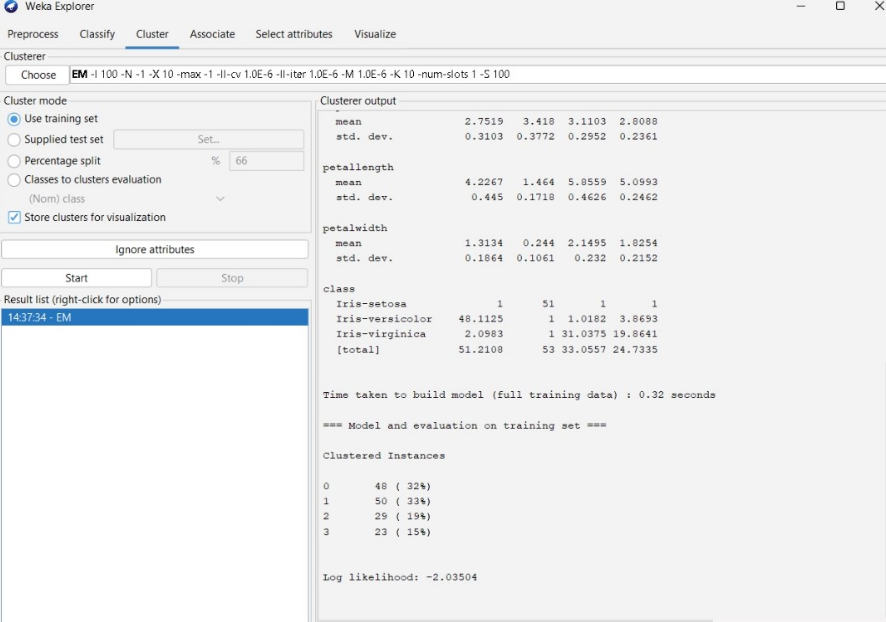 Weka Explorer
Preprocess Classify Cluster Associate Select attributes Visualize
Clusterer
Choose EM -I 100 -N -1 -X 10 -max -1 -ll-cv 1.0E-6 -ll-iter 1.0E-6 -M 1.0E-6 -K 10 -num-slots 1 -S 100
Cluster mode
Use training set
Supplied test set Set...
Percentage split % 66
Classes to clusters evaluation
(Nom) class
Store clusters for visualization
Ignore attributes
Start Stop
Result list (right-click for options)
14:37:34 - EM
Clusterer output
mean 2.7519 3.418 3.1103 2.8088
std. dev. 0.3103 0.3772 0.2952 0.2361
petallength
mean 4.2267 1.464 5.8559 5.0993
std. dev. 0.445 0.1718 0.4626 0.2462
petalwidth
mean 1.3134 0.244 2.1495 1.8254
std. dev. 0.1864 0.1061 0.232 0.2152
class
Iris-setosa 1 51 1 1
Iris-versicolor 48.1125 1 1.0182 3.8693
Iris-virginica 2.0983 1 31.0375 19.8641
[total] 51.2108 53 33.0557 24.7335
Time taken to build model (full training data) : 0.32 seconds
=== Model and evaluation on training set ===
Clustered Instances
0 48 ( 32%)
1 50 ( 33%)
2 29 ( 19%)
3 23 ( 15%)
Log likelihood: -2.03504